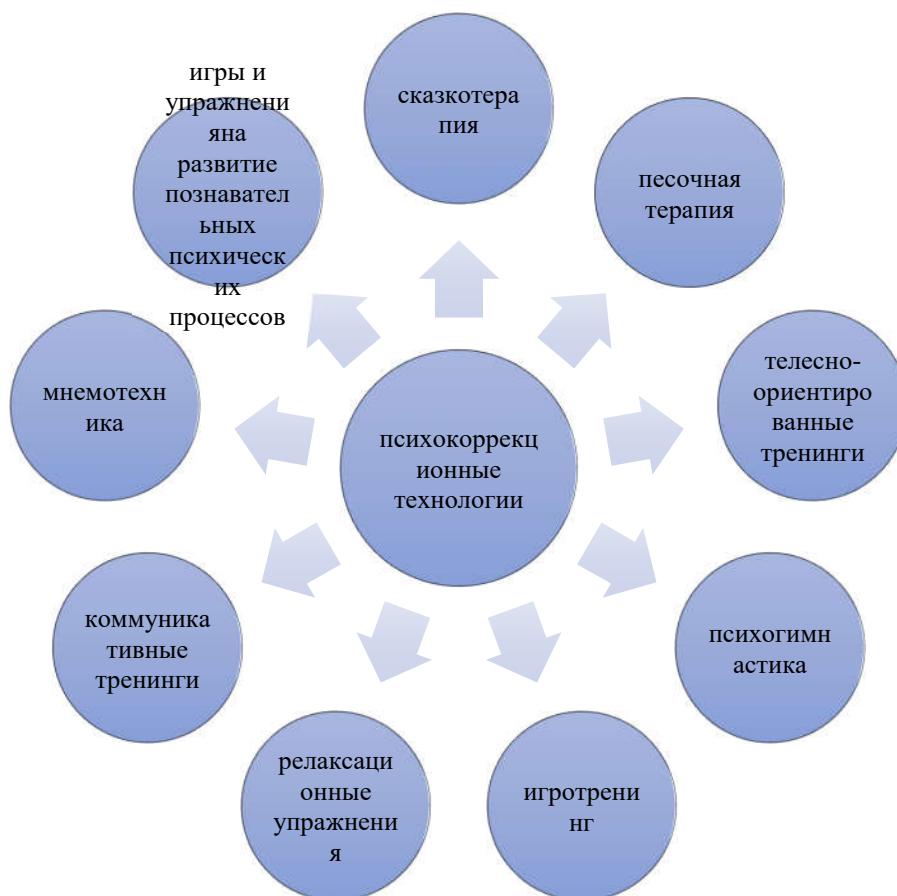 сказкотера
пия
песочная
терапия
телесно-
ориентиро
ванные
тренинги
психогимн
астика
игротрени
нг
релаксаци
онные
упражнени
я
коммуника
тивные
тренинги
мнемотехн
ика
игры и
упражнени
яна
развитие
познавател
ьных
психическ
их
процессов
психокоррекц
ионные
технологии